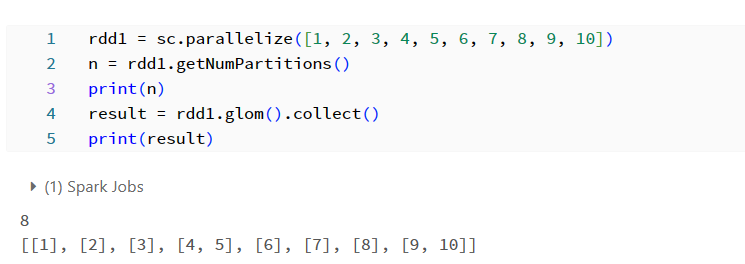 1 rdd1 = sc.parallelize([1, 2, 3, 4, 5, 6, 7, 8, 9, 10])
2 n = rdd1.getNumPartitions()
3 print(n)
4 result = rdd1.glom().collect()
5 print(result)
(1) Spark Jobs
8
[[1], [2], [3], [4, 5], [6], [7], [8], [9, 10]]